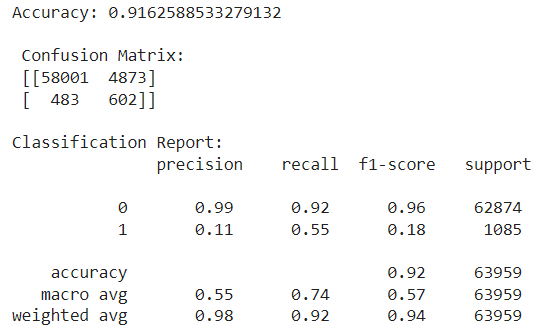 Accuracy: 0.9162588533279132
Confusion Matrix:
[[58001 4873]
[ 483 602]]
Classification Report:
precision recall f1-score support
0 0.99 0.92 0.96 62874
1 0.11 0.55 0.18 1085
accuracy 0.92 63959
macro avg 0.55 0.74 0.57 63959
weighted avg 0.98 0.92 0.94 63959